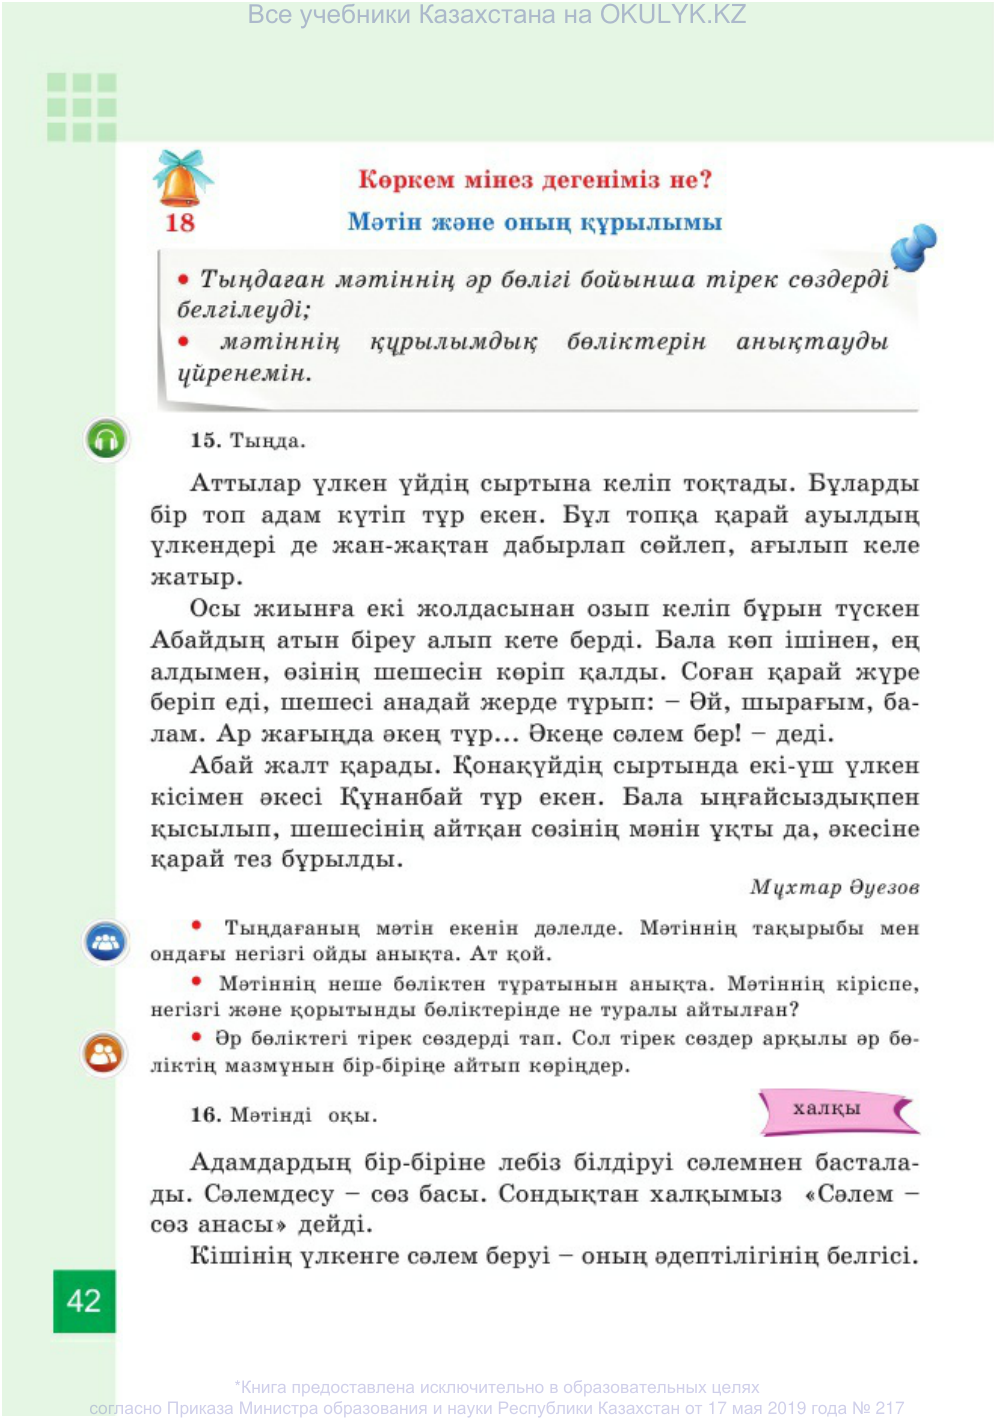 Все учебники Казахстана на OKULYK.KZ
18
Көркем мінез дегеніміз не?
Мәтін және оның құрылымы
• Тыңдаған мәтіннің әр бөлігі бойынша тірек сөздерді
белгілеуді;
• мәтіннің құрылымдық бөліктерін анықтауды
үйренемін.
15. Тыңда.
Аттылар үлкен үйдің сыртына келіп тоқтады. Бұларды
бір топ адам күтіп тұр екен. Бұл топқа қарай ауылдың
үлкендері де жан-жақтан дабырлап сөйлеп, ағылып келе
жатыр.
Осы жиынға екі жолдасынан озып келіп бұрын түскен
Абайдың атын біреу алып кете берді. Бала көп ішінен, ең
алдымен, өзінің шешесін көріп қалды. Соған қарай жүре
беріп еді, шешесі анадай жерде тұрып: – Әй, шырағым, ба-
лам. Ар жағыңда әкең тұр... Әкеңе сәлем бер! – деді.
Абай жалт қарады. Қонақүйдің сыртында екі-үш үлкен
кісімен әкесі Құнанбай тұр екен. Бала ыңғайсыздықпен
қысылып, шешесінің айтқан сөзінің мәнін ұқты да, әкесіне
қарай тез бұрылды.
Мұхтар Әуезов
• Тыңдағаның мәтін екенін дәлелде. Мәтіннің тақырыбы мен
ондағы негізгі ойды анықта. Ат қой.
• Мәтіннің неше бөліктен тұратынын анықта. Мәтіннің кіріспе,
негізгі және қорытынды бөліктерінде не туралы айтылған?
• Әр бөліктегі тірек сөздерді тап. Сол тірек сөздер арқылы әр бө-
ліктің мазмұнын бір-біріңе айтып көріңдер.
16. Мәтінді оқы.
халқы
Адамдардың бір-біріне лебіз білдіруі сәлемнен бастала-
ды. Сәлемдесу – сөз басы. Сондықтан халқымыз «Сәлем –
сөз анасы» дейді.
Кішінің үлкенге сәлем беруі – оның әдептілігінің белгісі.
42
*Книга предоставлена исключительно в образовательных целях
согласно Приказа Министра образования и науки Республики Казахстан от 17 мая 2019 года № 217